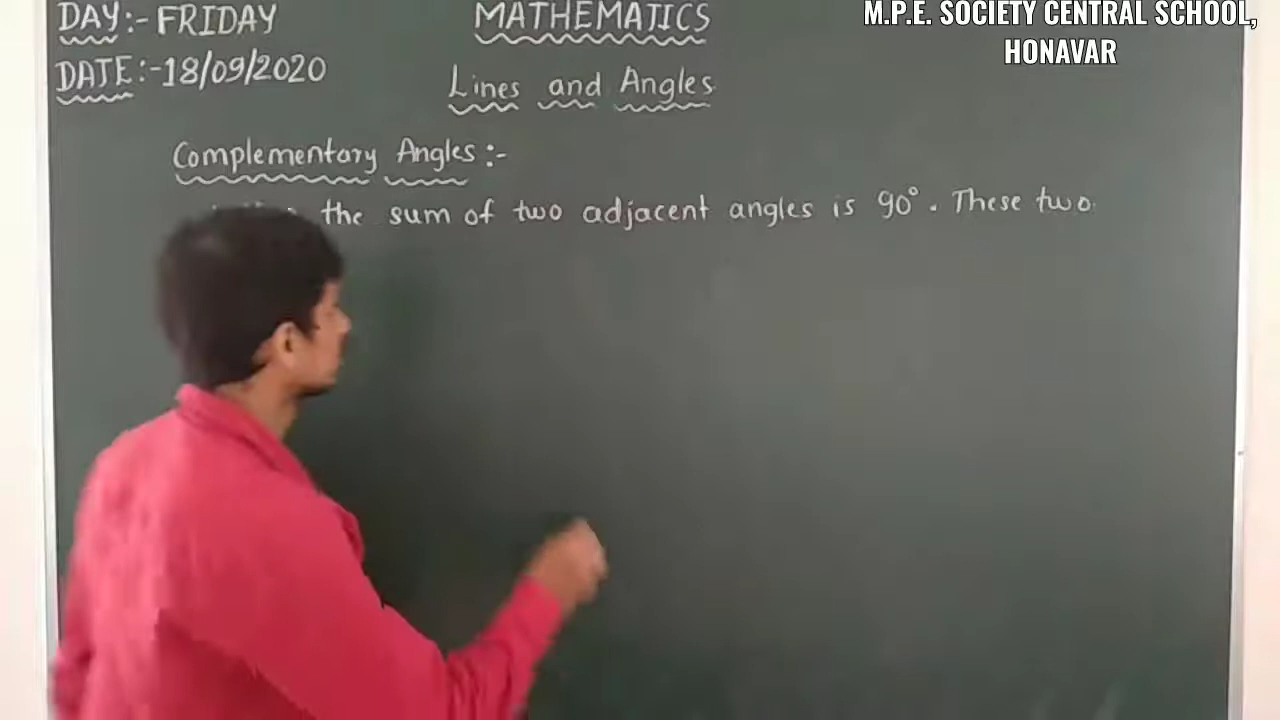 DAY:- FRIDAY
MATHEMATICS
M.P.E. SOCIETY CENTRAL SCHOOL,
HONAVAR
DATE:-18/09/2020
Lines and Angles
Complementary Angles:-
the sum of two adjacent angles is 90°. These two